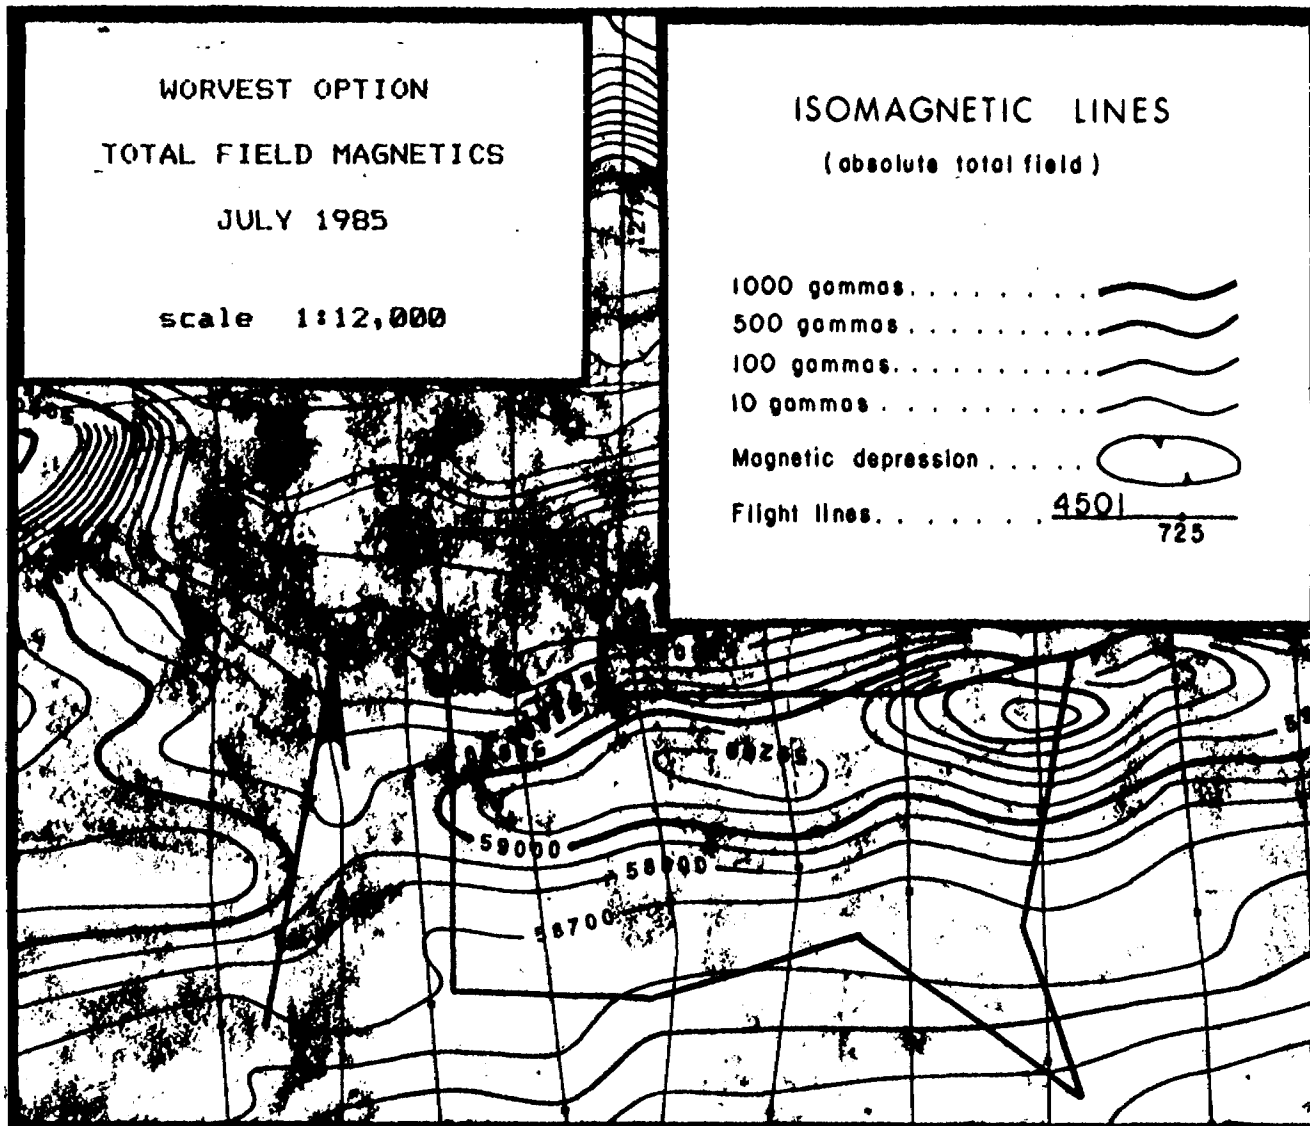 WORVEST OPTION
TOTAL FIELD MAGNETICS
JULY 1985
scale 1:12,000
ISOMAGNETIC LINES
(absolute total field)
1000 gammas . . . . . . . . .
500 gammas . . . . . . . . . .
100 gammas . . . . . . . . . .
10 gammas . . . . . . . . . .
Magnetic depression . . . . .
Flight lines . . . . . . . 4501
725
59200
59000
58700